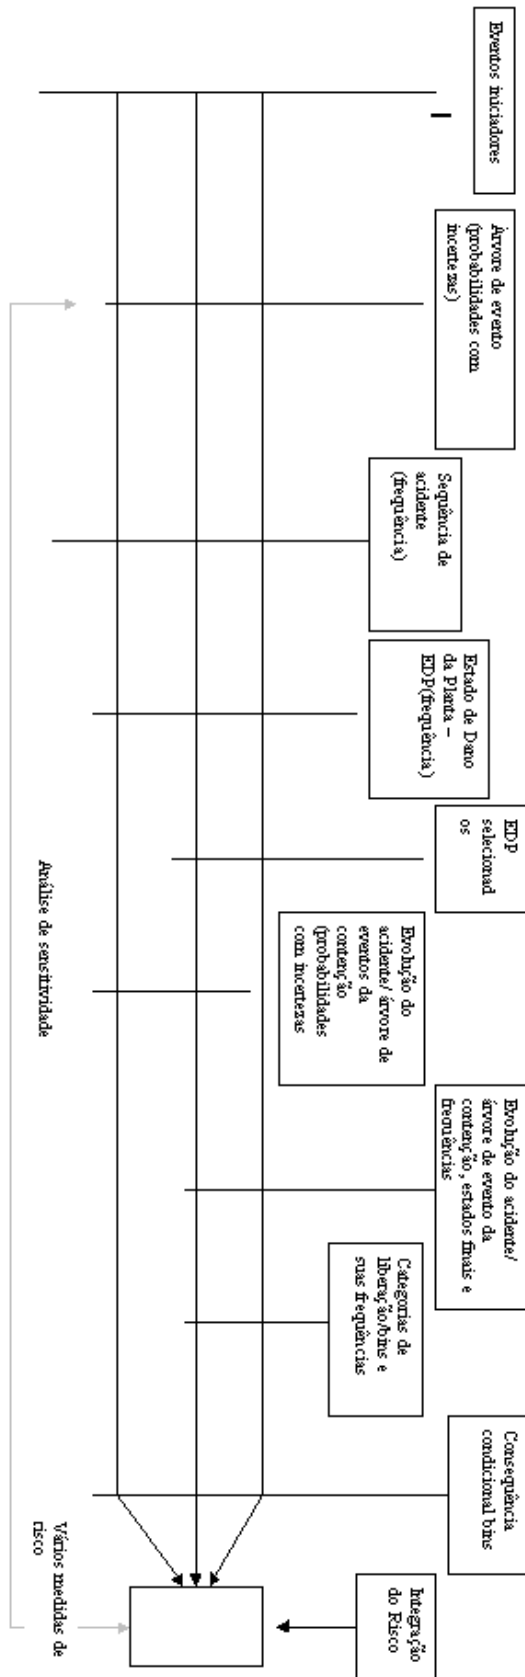 Eventos iniciadores
Àrvore de evento
(probabilidades com
incertezas)
Sequência de
acidente
(frequência)
Estado de Dano
da Planta –
EDP(frequência)
EDP
selecionad
os
Evolução do
acidente/ árvore de
eventos da
contenção
(probabilidades
com incertezas
Evolução do acidente/
árvore de evento da
contenção, estados finais e
frequências
Categorias de
liberação/bins e
suas frequências
Consequência
condicional bins
Integração
do Risco
Análise de sensitividade
Vários medidas de
risco